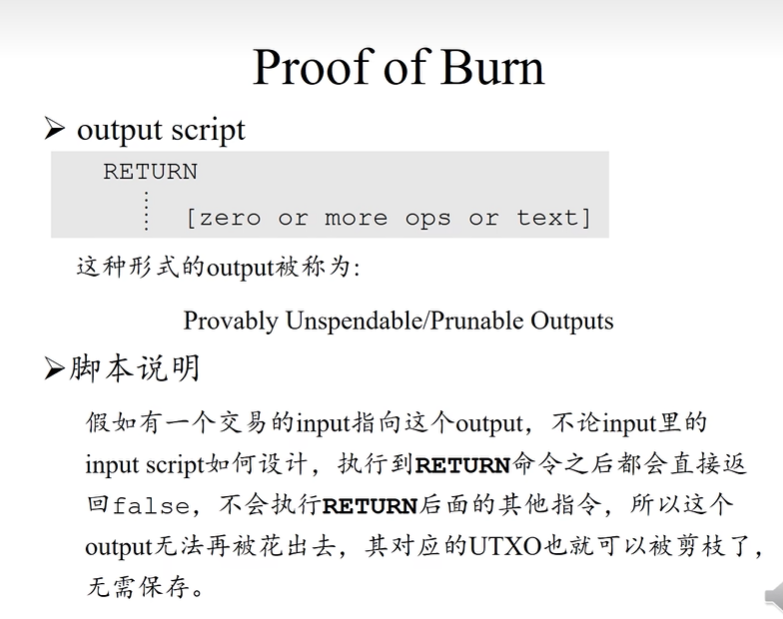 Proof of Burn
➢ output script
RETURN
[zero or more ops or text]
这种形式的output被称为:
Provably Unspendable/Prunable Outputs
➢脚本说明
假如有一个交易的input指向这个output，不论input里的
input script如何设计，执行到RETURN命令之后都会直接返
回false，不会执行RETURN后面的其他指令，所以这个
output无法再被花出去，其对应的UTXO也就可以被剪枝了，
无需保存。